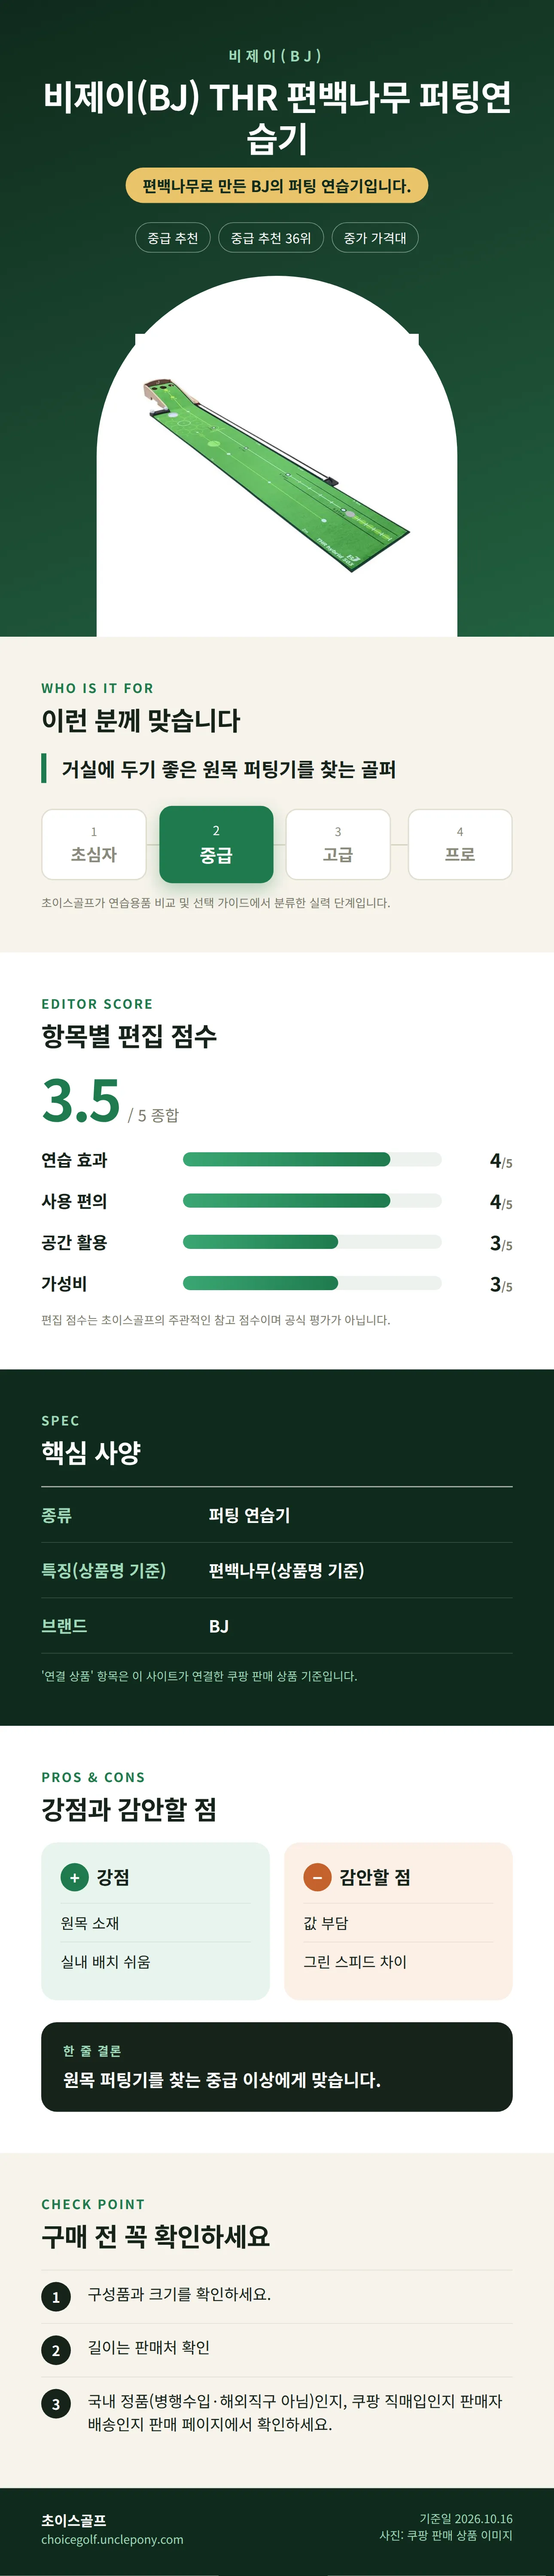 비제이(BJ)
비제이(BJ) THR 편백나무 퍼팅연
습기
편백나무로 만든 BJ의 퍼팅 연습기입니다.
중급 추천
중급 추천 36위
중가 가격대
WHO IS IT FOR
이런 분께 맞습니다
거실에 두기 좋은 원목 퍼팅기를 찾는 골퍼
1
초심자
2
중급
3
고급
4
프로
초이스골프가 연습용품 비교 및 선택 가이드에서 분류한 실력 단계입니다.
EDITOR SCORE
항목별 편집 점수
3.5 / 5 종합
연습 효과 4/5
사용 편의 4/5
공간 활용 3/5
가성비 3/5
편집 점수는 초이스골프의 주관적인 참고 점수이며 공식 평가가 아닙니다.
SPEC
핵심 사양
종류 퍼팅 연습기
특징(상품명 기준) 편백나무(상품명 기준)
브랜드 BJ
'연결 상품' 항목은 이 사이트가 연결한 쿠팡 판매 상품 기준입니다.
PROS & CONS
강점과 감안할 점
+ 강점
원목 소재
실내 배치 쉬움
− 감안할 점
값 부담
그린 스피드 차이
한 줄 결론
원목 퍼팅기를 찾는 중급 이상에게 맞습니다.
CHECK POINT
구매 전 꼭 확인하세요
1 구성품과 크기를 확인하세요.
2 길이는 판매처 확인
3 국내 정품(병행수입·해외직구 아님)인지, 쿠팡 직매입인지 판매자
배송인지 판매 페이지에서 확인하세요.
초이스골프
choicegolf.unclepony.com
기준일 2026.10.16
사진: 쿠팡 판매 상품 이미지